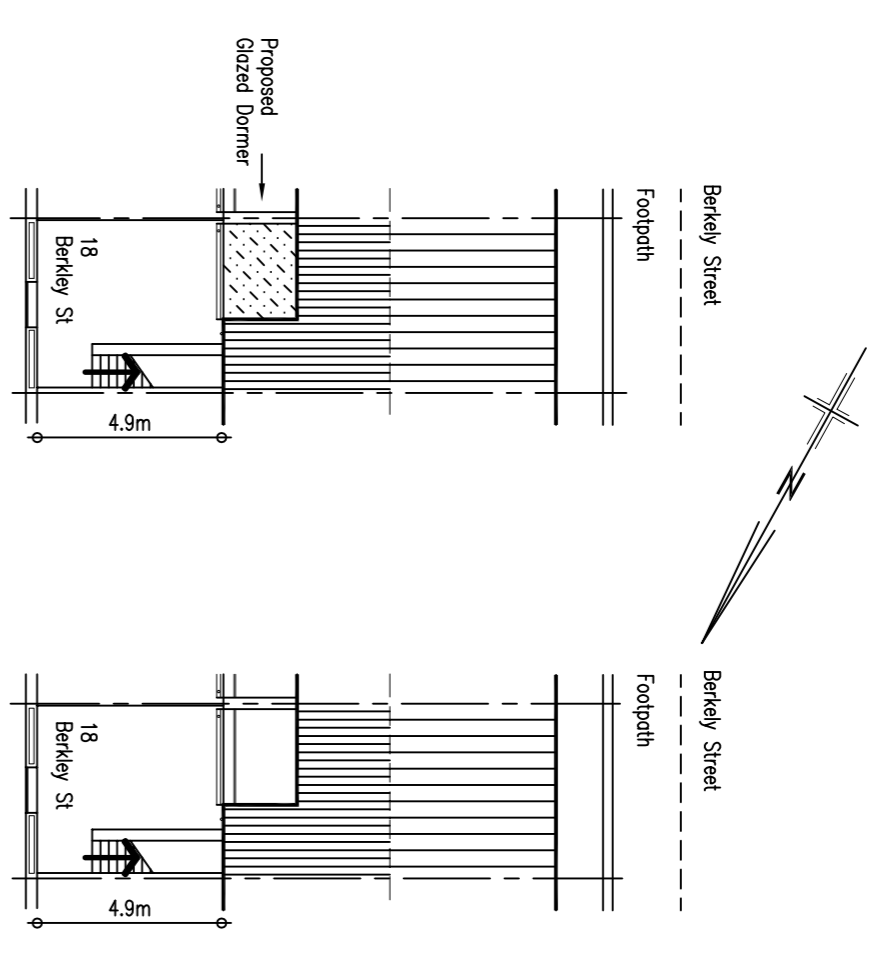 Proposed
Glazed Dormer
Berkely Street
Footpath
18
Berkley St
4.9m
N
Berkely Street
Footpath
18
Berkley St
4.9m